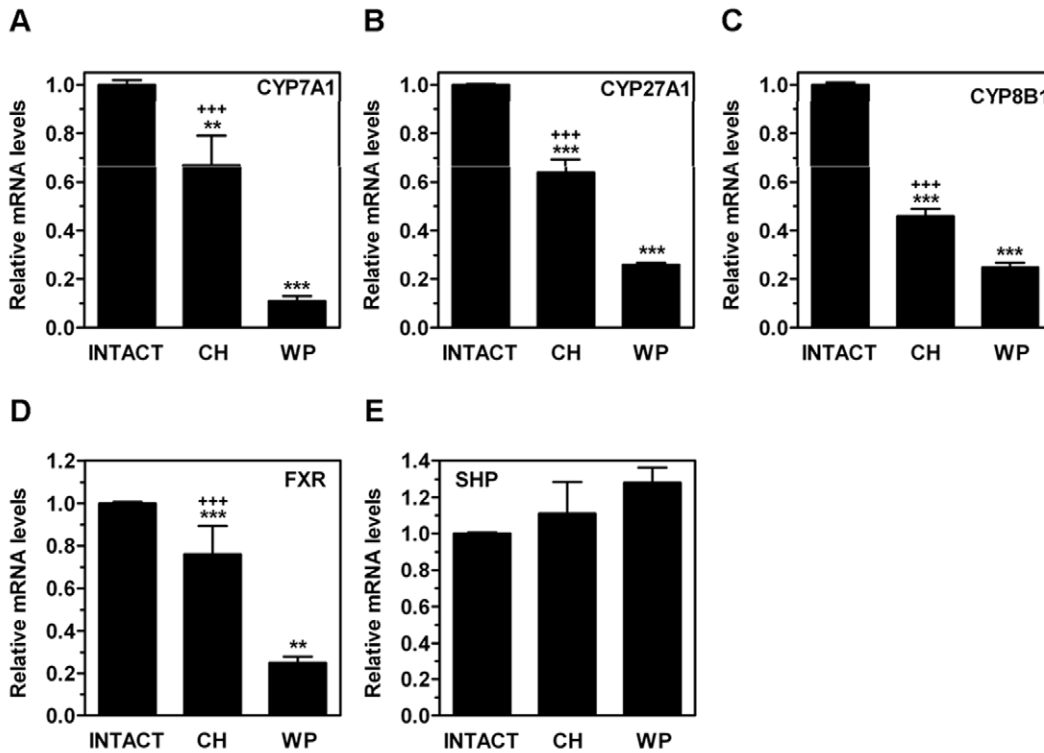 A
B
C
Relative mRNA levels
1.0
0.8
0.6
0.4
0.2
0.0
CYP7A1
+++
**
***
INTACT CH WP
Relative mRNA levels
1.0
0.8
0.6
0.4
0.2
0.0
CYP27A1
+++
***
***
INTACT CH WP
Relative mRNA levels
1.0
0.8
0.6
0.4
0.2
0.0
CYP8B1
+++
***
***
INTACT CH WP
D
E
Relative mRNA levels
1.2
1.0
0.8
0.6
0.4
0.2
0.0
FXR
+++
***
**
INTACT CH WP
Relative mRNA levels
1.4
1.2
1.0
0.8
0.6
0.4
0.2
0.0
SHP
INTACT CH WP